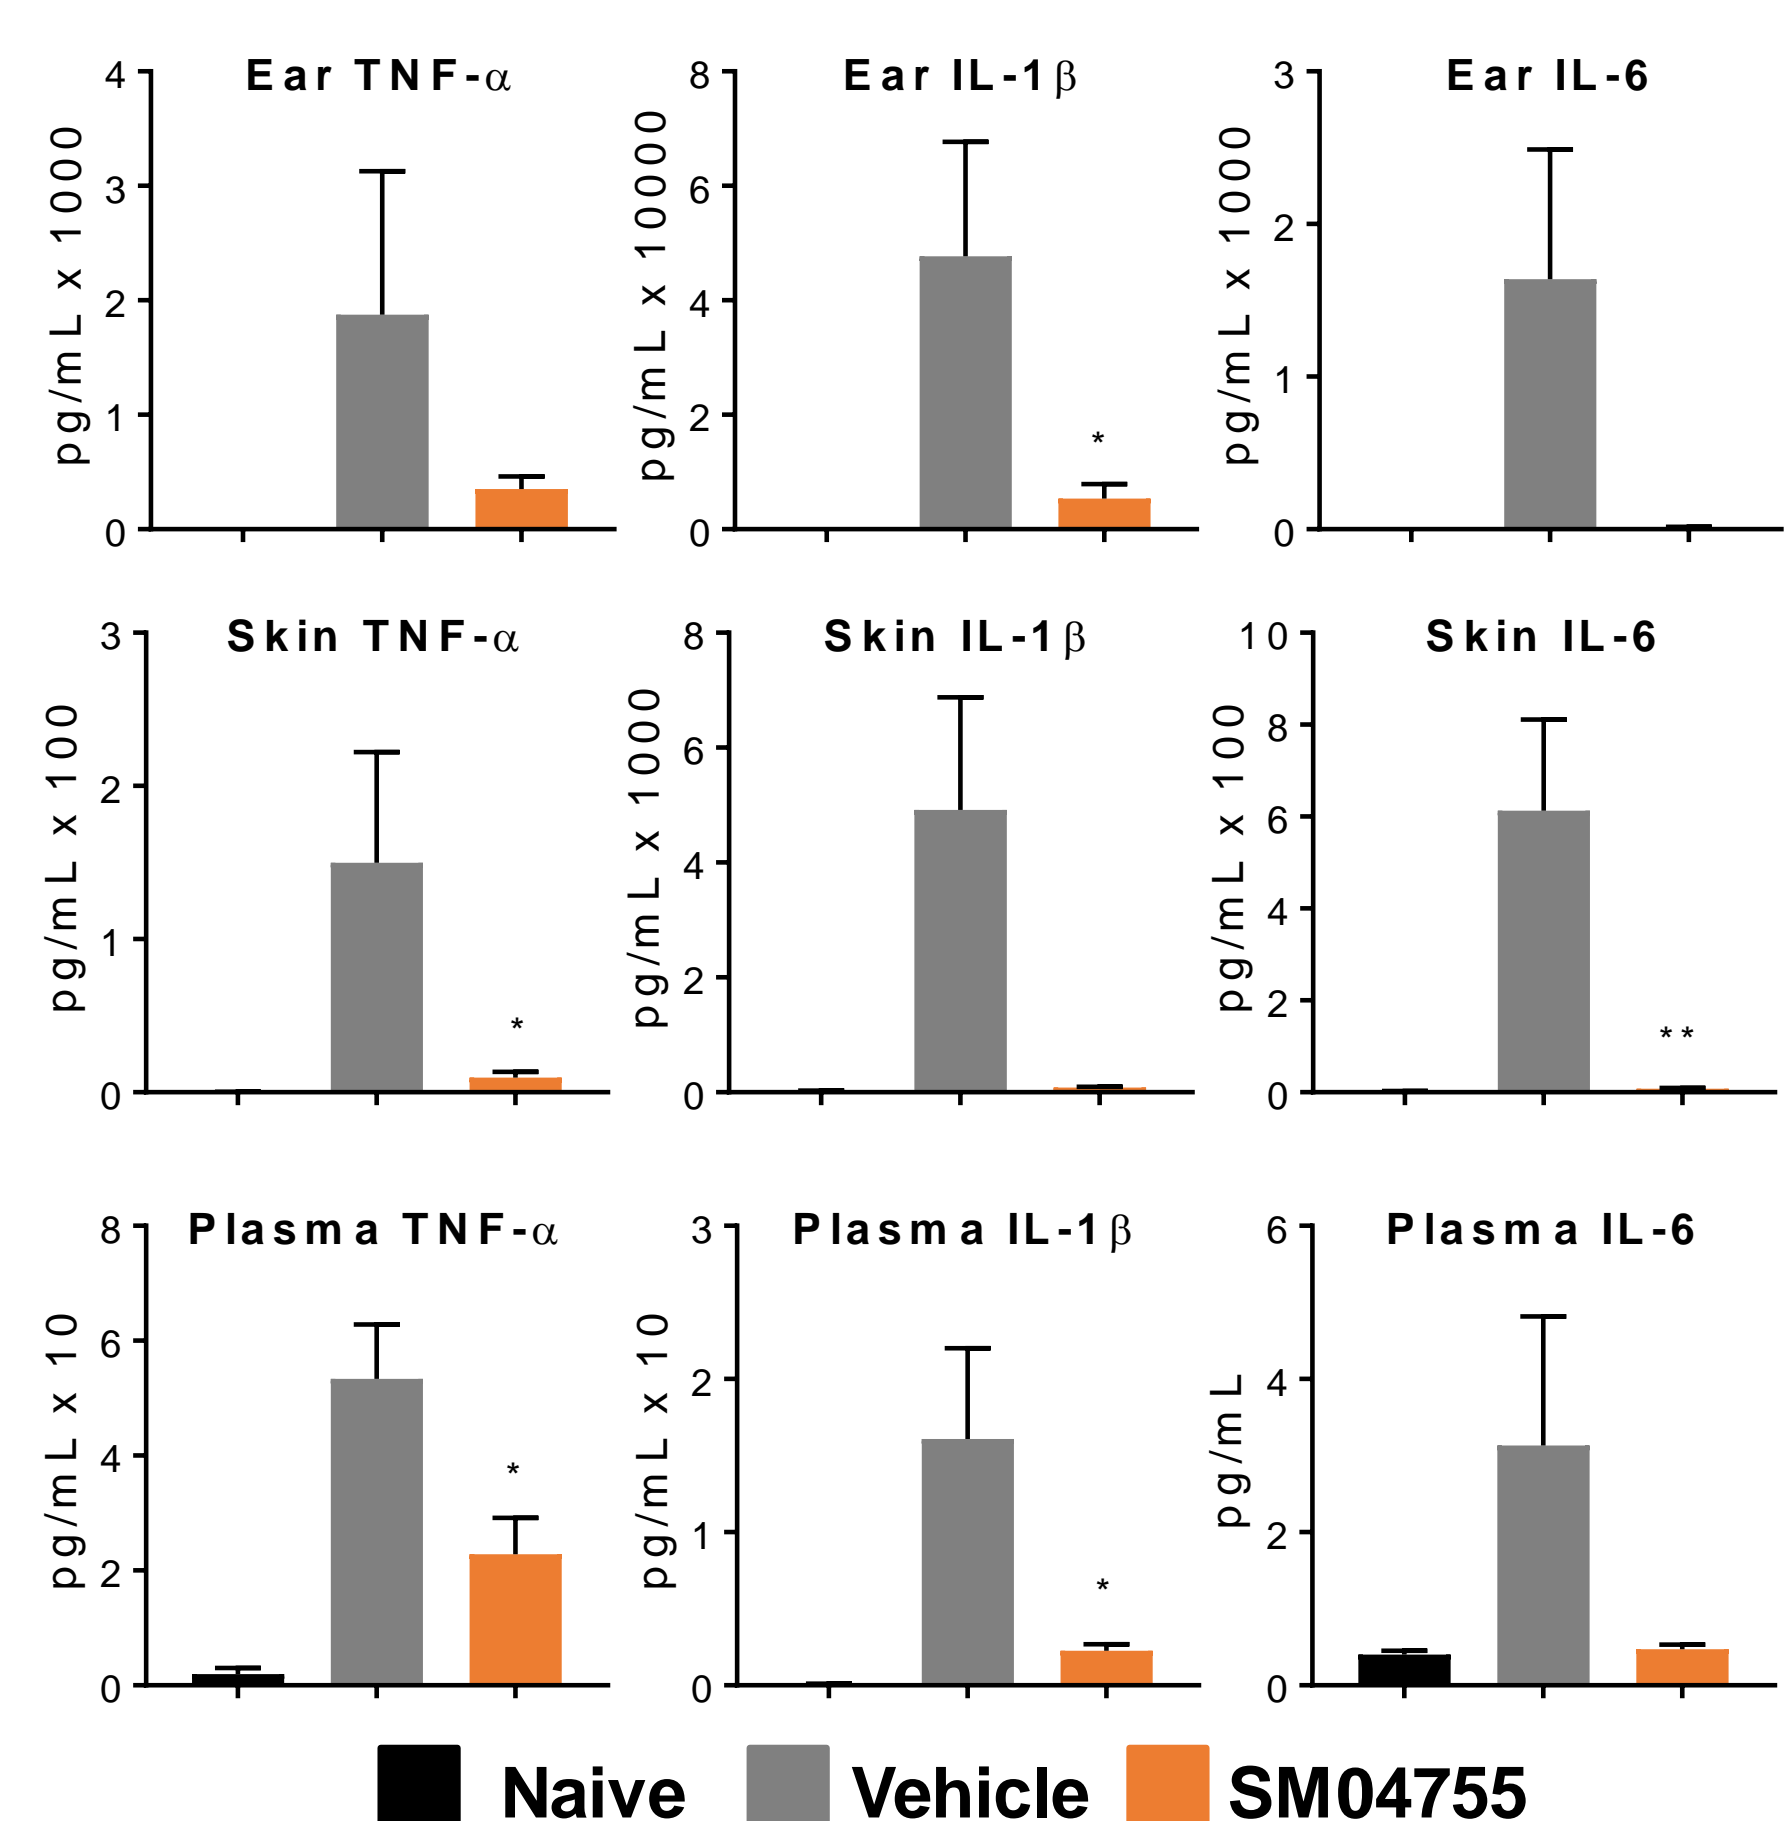 Ear TNF-α
pg/mL x 1000
4
3
2
1
0
Ear IL-1β
pg/mL x 10000
8
6
4
2
0
*
Ear IL-6
pg/mL x 1000
3
2
1
0
Skin TNF-α
pg/mL x 100
3
2
1
0
*
Skin IL-1β
pg/mL x 1000
8
6
4
2
0
Skin IL-6
pg/mL x 100
10
8
6
4
2
0
**
Plasma TNF-α
pg/mL x 10
8
6
4
2
0
*
Plasma IL-1β
pg/mL x 10
3
2
1
0
*
Plasma IL-6
pg/mL
6
4
2
0
Naive Vehicle SM04755